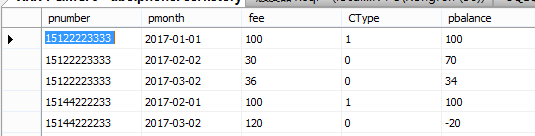 pnumber pmonth fee CType pbalance
15122223333 2017-01-01 100 1 100
15122223333 2017-02-02 30 0 70
15122223333 2017-03-02 36 0 34
15144222233 2017-02-01 100 1 100
15144222233 2017-03-02 120 0 -20